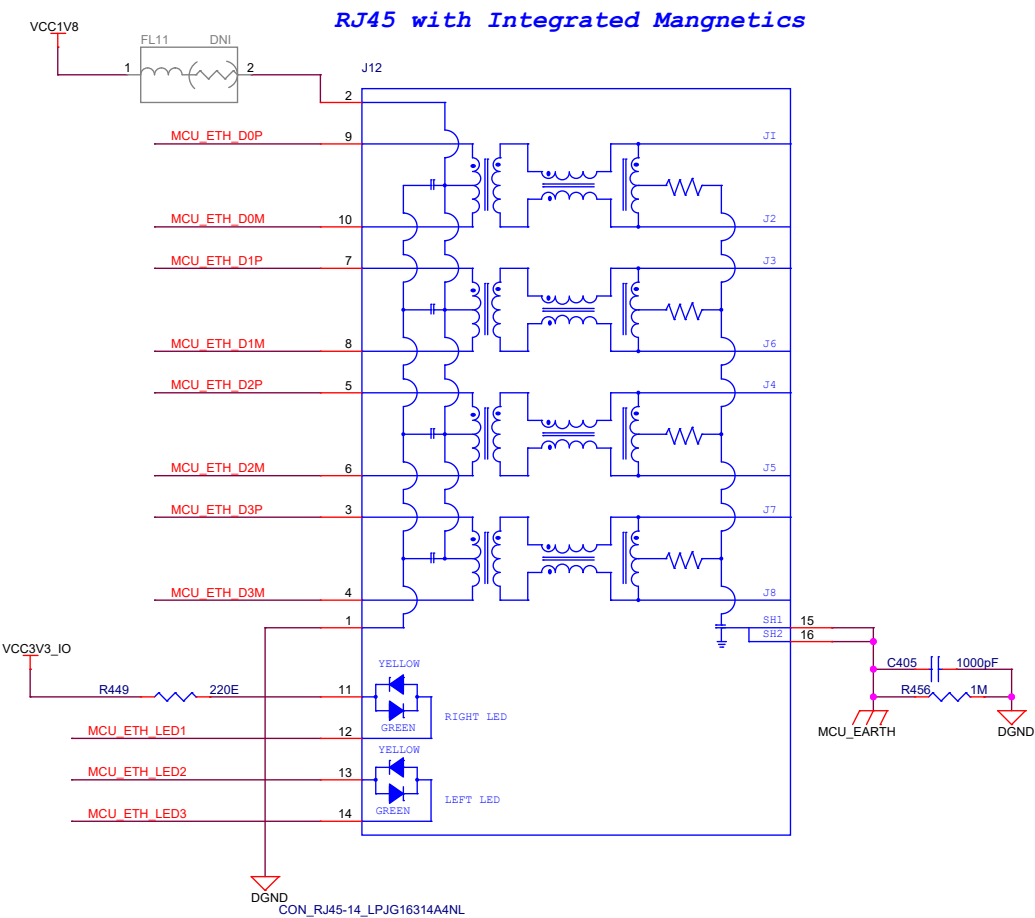 RJ45 with Integrated Mangnetics
VCC1V8
FL11 DNI
1 2
J12
2
MCU_ETH_D0P 9 JI
MCU_ETH_D0M 10 J2
MCU_ETH_D1P 7 J3
MCU_ETH_D1M 8 J6
MCU_ETH_D2P 5 J4
MCU_ETH_D2M 6 J5
MCU_ETH_D3P 3 J7
MCU_ETH_D3M 4 J8
1 SH1 15
SH2 16
VCC3V3_IO
YELLOW
C405 1000pF
R449 220E 11
R456 1M
RIGHT LED
GREEN
MCU_ETH_LED1 12
MCU_EARTH
DGND
YELLOW
MCU_ETH_LED2 13
LEFT LED
GREEN
MCU_ETH_LED3 14
DGND
CON_RJ45-14_LPJG16314A4NL